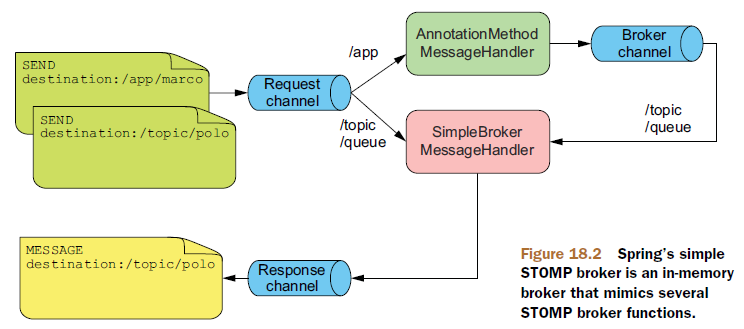 SEND
destination:/app/marco
SEND
destination:/topic/polo
Request
channel
/app
/topic
/queue
AnnotationMethod
MessageHandler
Broker
channel
/topic
/queue
SimpleBroker
MessageHandler
MESSAGE
destination:/topic/polo
Response
channel
Figure 18.2 Spring's simple
STOMP broker is an in-memory
broker that mimics several
STOMP broker functions.